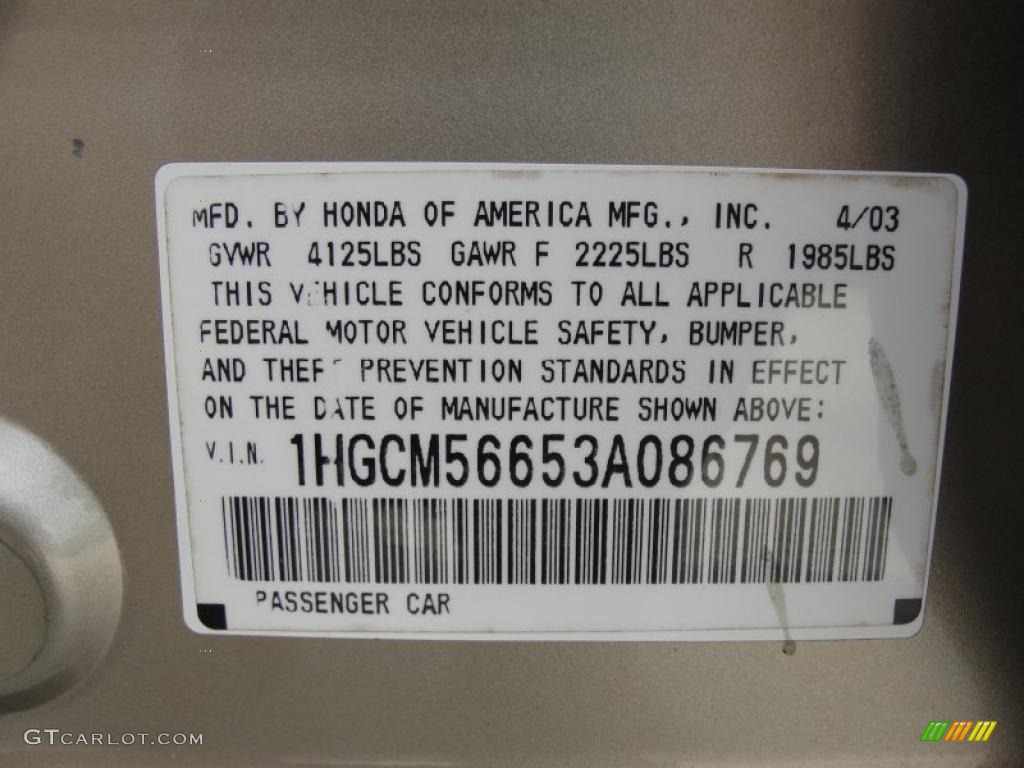 MFD. BY HONDA OF AMERICA MFG., INC. 4/03
GVWR 4125LBS GAWR F 2225LBS R 1985LBS
THIS VEHICLE CONFORMS TO ALL APPLICABLE
FEDERAL MOTOR VEHICLE SAFETY, BUMPER,
AND THEFT PREVENTION STANDARDS IN EFFECT
ON THE DATE OF MANUFACTURE SHOWN ABOVE:
V.I.N. 1HGCM56653A086769
PASSENGER CAR
GTCARLOT.COM